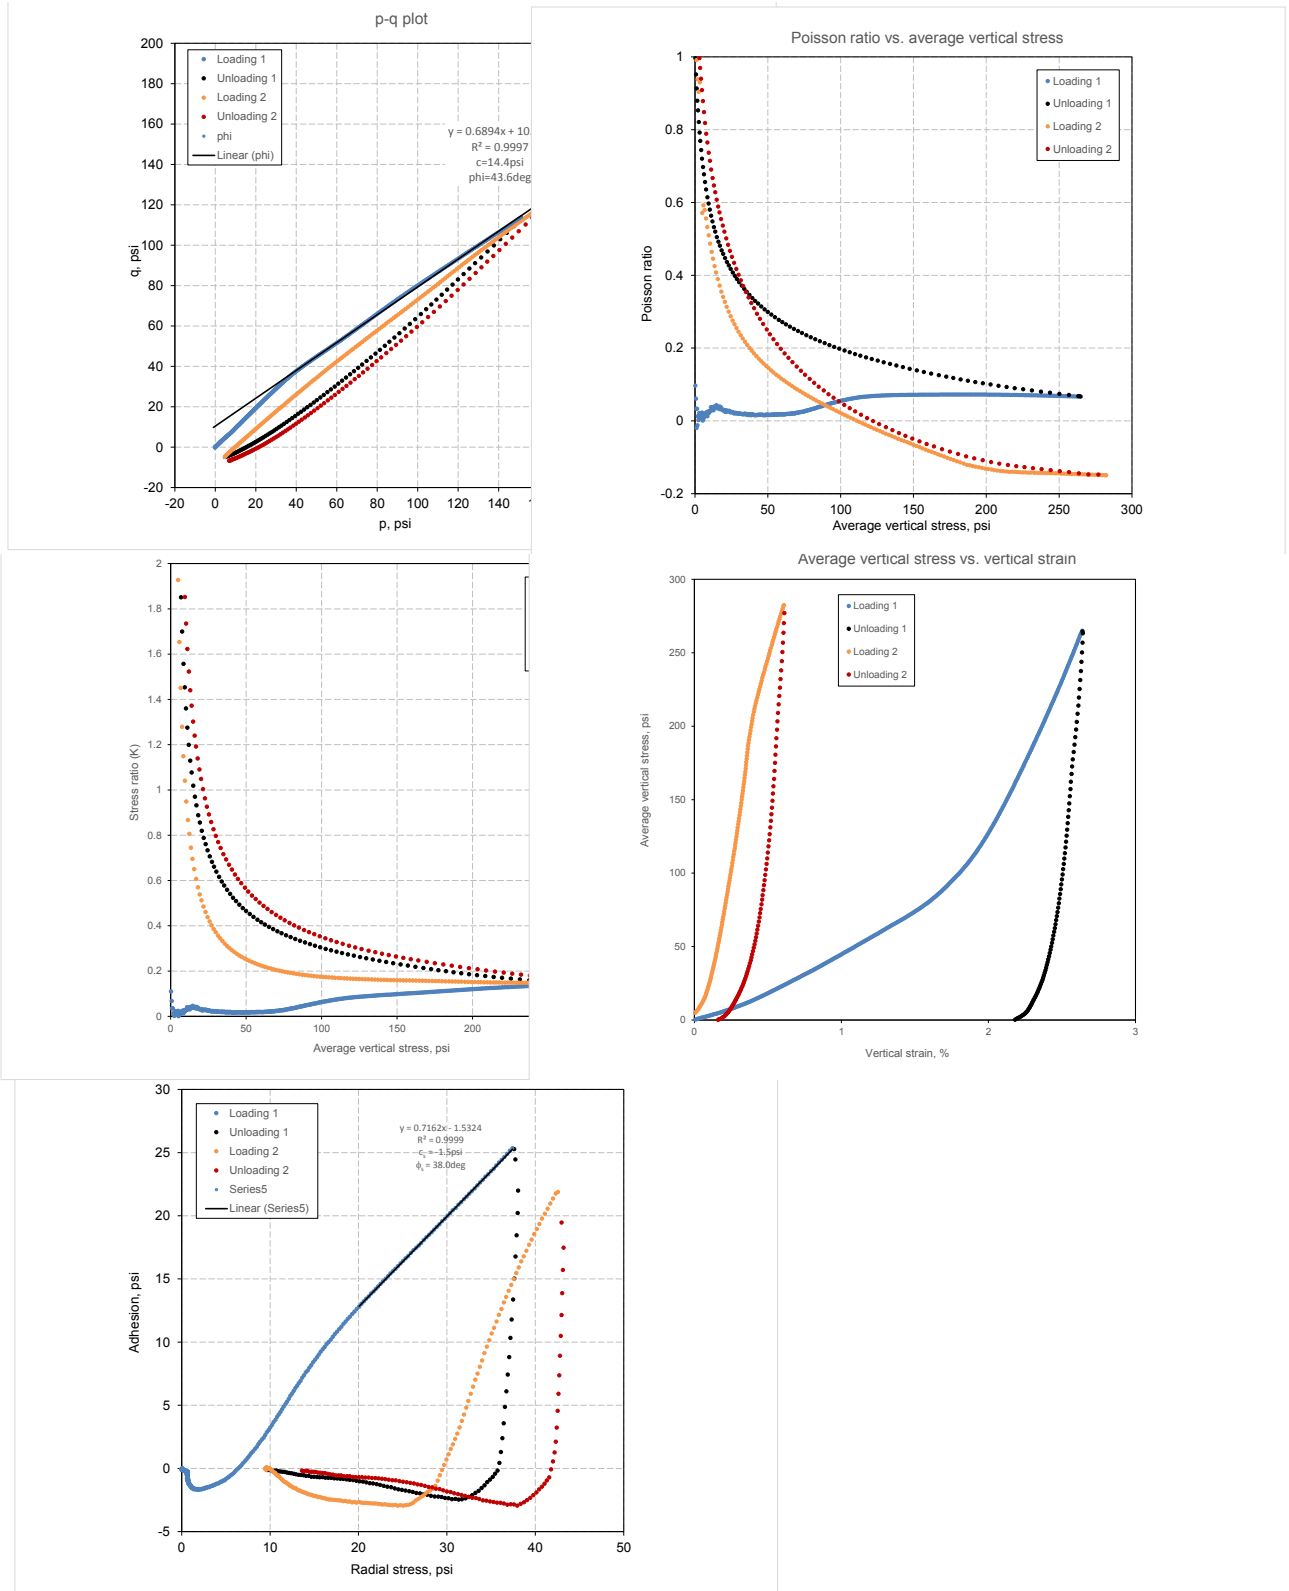 p-q plot
200
180
160
140
120
100
80
60
40
20
0
-20
-20
0
20
40
60
80
100
120
140
q, psi
p, psi
Loading 1
Unloading 1
Loading 2
Unloading 2
phi
Linear (phi)
y = 0.6894x + 10.
R² = 0.9997
c=14.4psi
phi=43.6deg
Poisson ratio vs. average vertical stress
1
0.8
0.6
0.4
0.2
0
-0.2
0
50
100
150
200
250
300
Poisson ratio
Average vertical stress, psi
Loading 1
Unloading 1
Loading 2
Unloading 2
2
1.8
1.6
1.4
1.2
1
0.8
0.6
0.4
0.2
0
0
50
100
150
200
Stress ratio (K)
Average vertical stress, psi
Average vertical stress vs. vertical strain
300
250
200
150
100
50
0
0
1
2
3
Average vertical stress, psi
Vertical strain, %
Loading 1
Unloading 1
Loading 2
Unloading 2
30
25
20
15
10
5
0
-5
0
10
20
30
40
50
Adhesion, psi
Radial stress, psi
Loading 1
Unloading 1
Loading 2
Unloading 2
Series5
Linear (Series5)
y = 0.7162x - 1.5324
R² = 0.9999
cₛ = -1.5psi
ϕₛ = 38.0deg